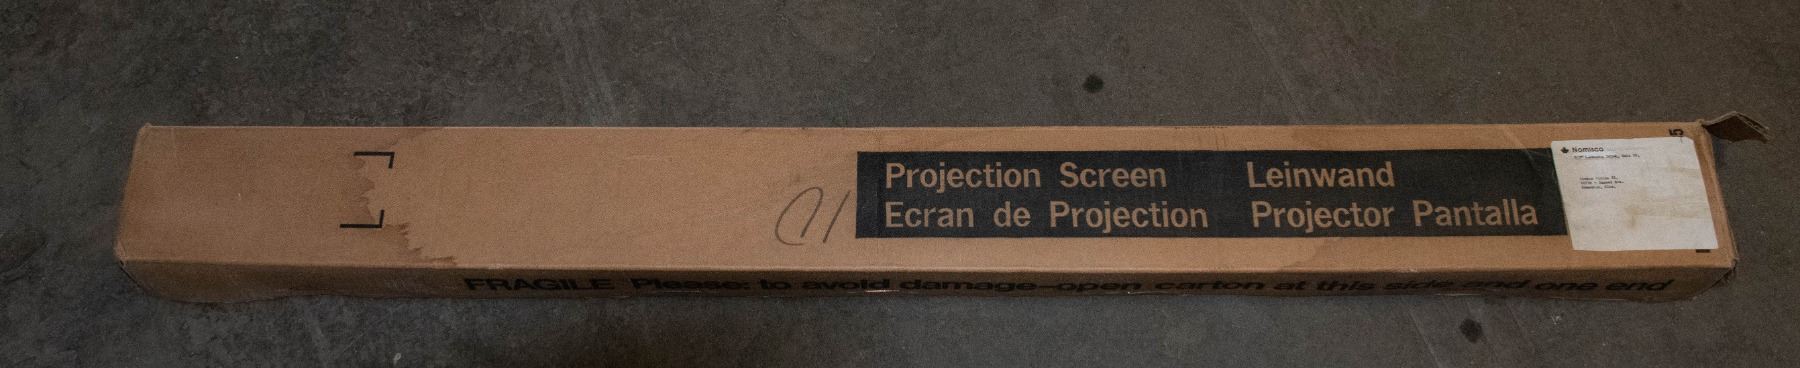 Projection Screen Leinwand
Ecran de Projection Projector Pantalla
Nomisco
FRAGILE Please: to avoid damage-open carton at this side and one end